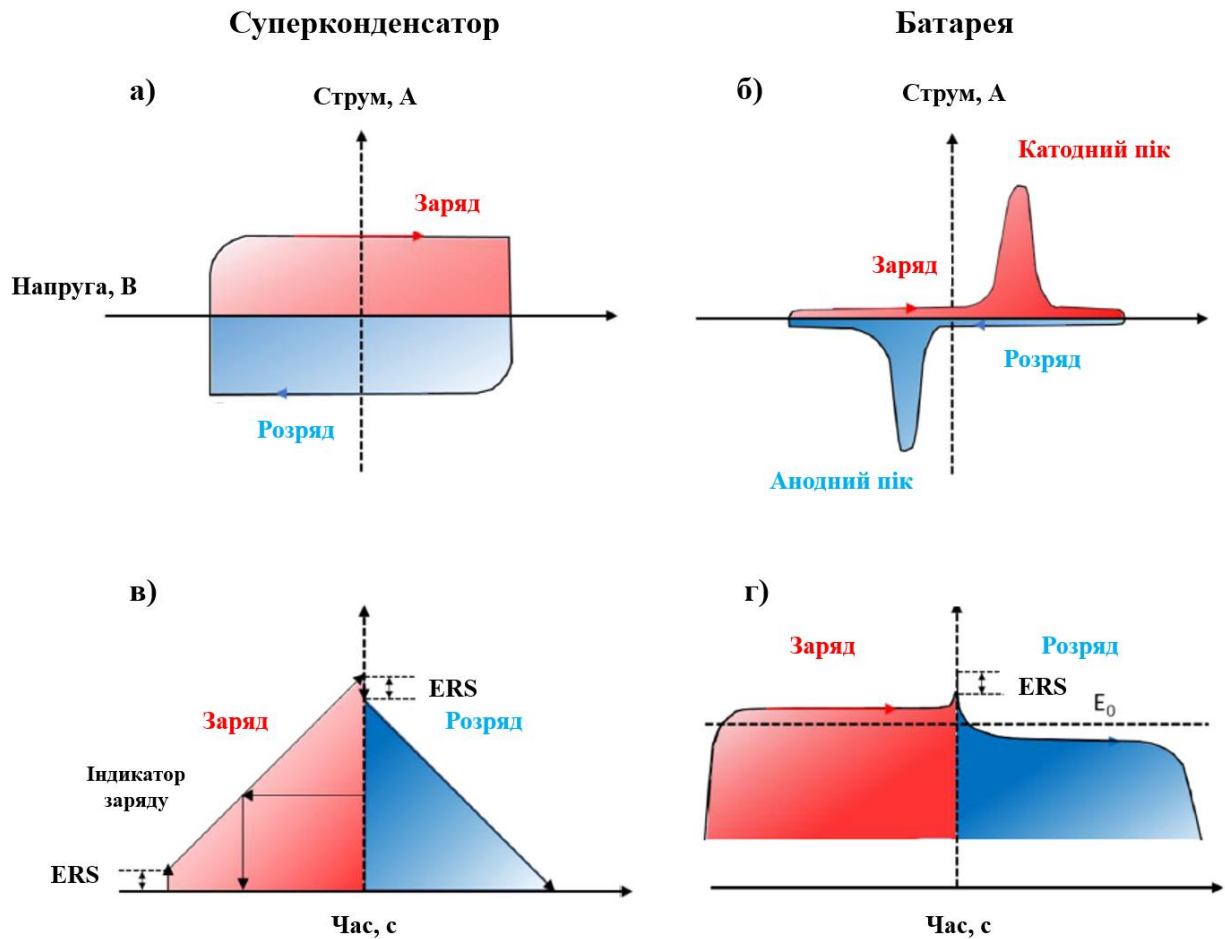 Суперконденсатор
Батарея
а)
Струм, А
Заряд
Напруга, В
Розряд
б)
Струм, А
Катодний пік
Заряд
Розряд
Анодний пік
в)
ERS
Заряд
Розряд
Індикатор
заряду
ERS
Час, с
г)
Заряд
Розряд
ERS
E₀
Час, с